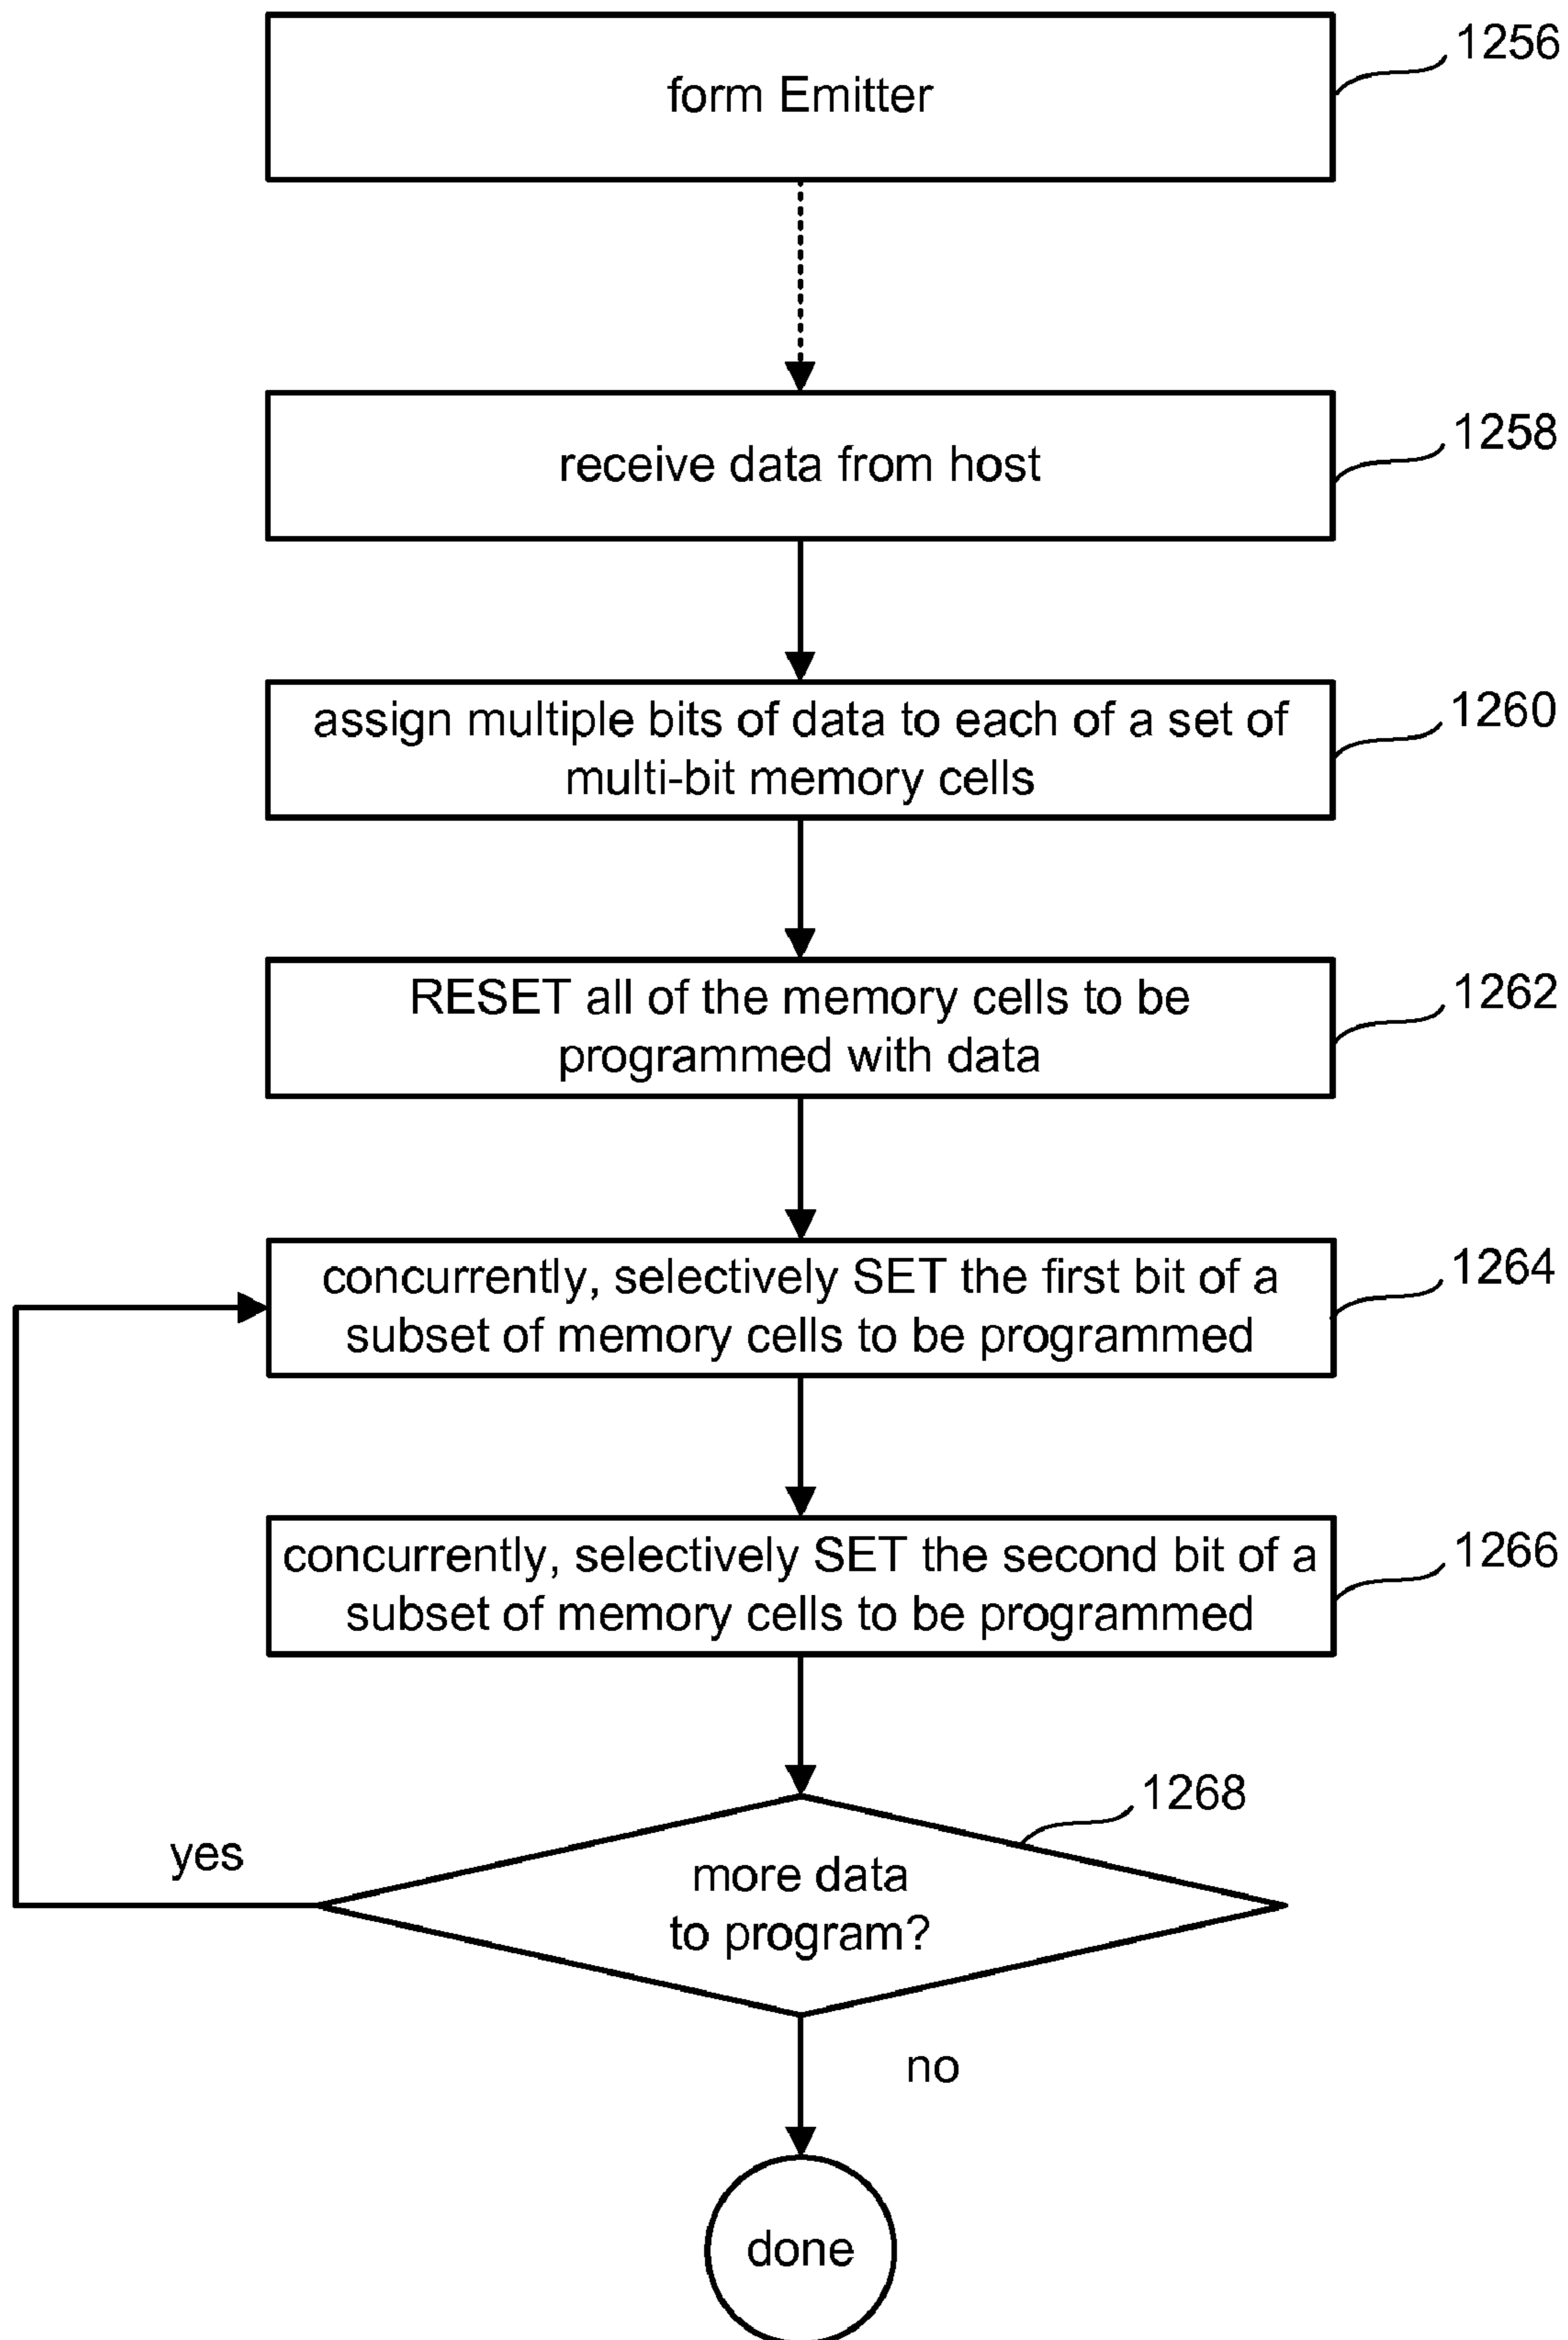 form Emitter
1256
receive data from host
1258
assign multiple bits of data to each of a set of
multi-bit memory cells
1260
RESET all of the memory cells to be
programmed with data
1262
concurrently, selectively SET the first bit of a
subset of memory cells to be programmed
1264
concurrently, selectively SET the second bit of a
subset of memory cells to be programmed
1266
1268
yes
more data
to program?
no
done